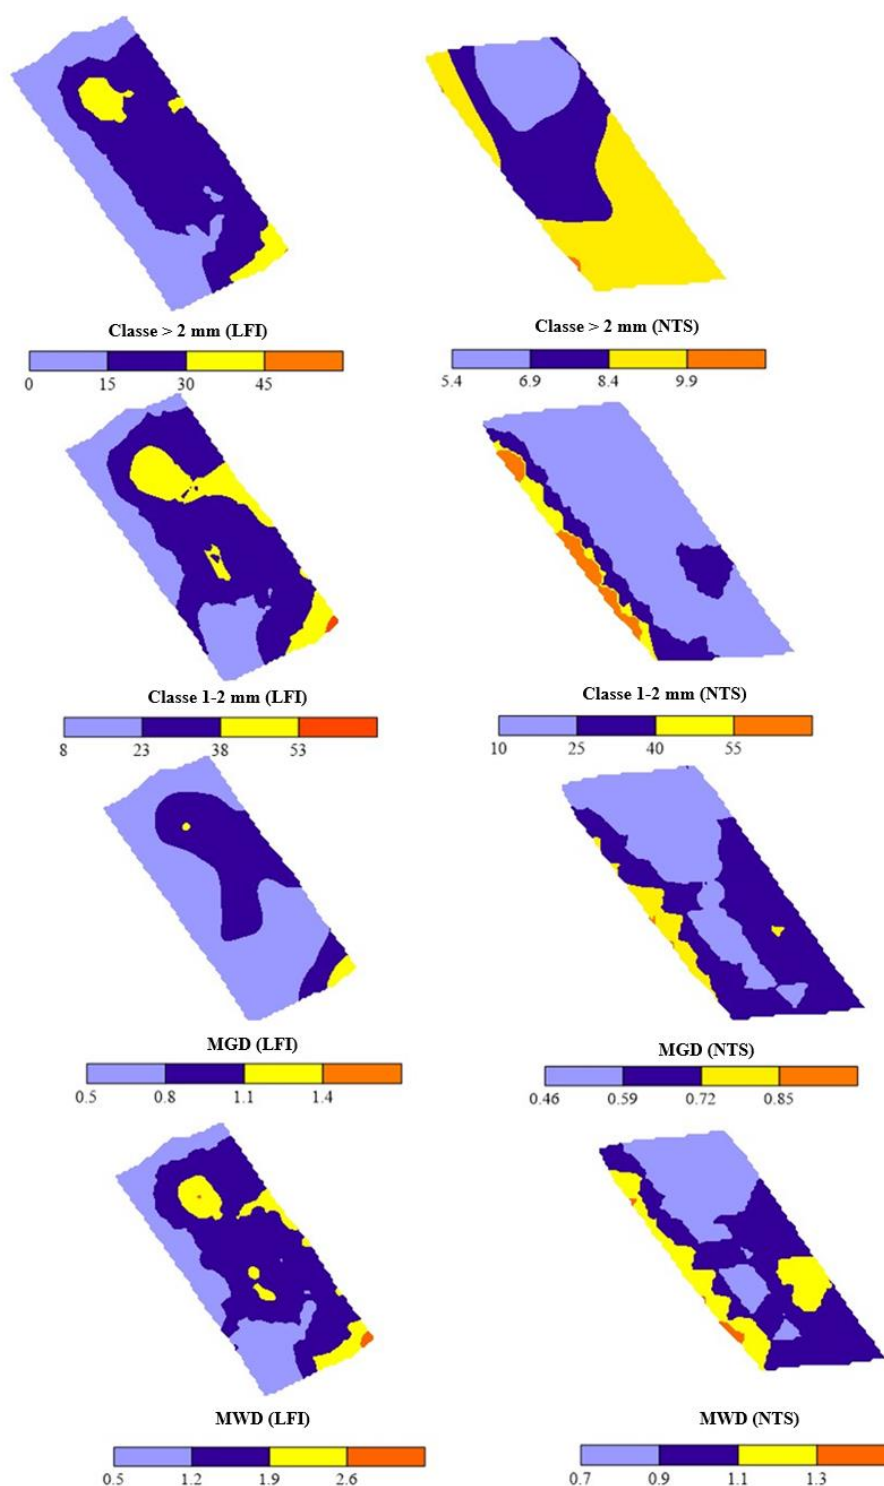 Classe > 2 mm (LFI)
0 15 30 45
Classe > 2 mm (NTS)
5.4 6.9 8.4 9.9
Classe 1-2 mm (LFI)
8 23 38 53
Classe 1-2 mm (NTS)
10 25 40 55
MGD (LFI)
0.5 0.8 1.1 1.4
MGD (NTS)
0.46 0.59 0.72 0.85
MWD (LFI)
0.5 1.2 1.9 2.6
MWD (NTS)
0.7 0.9 1.1 1.3